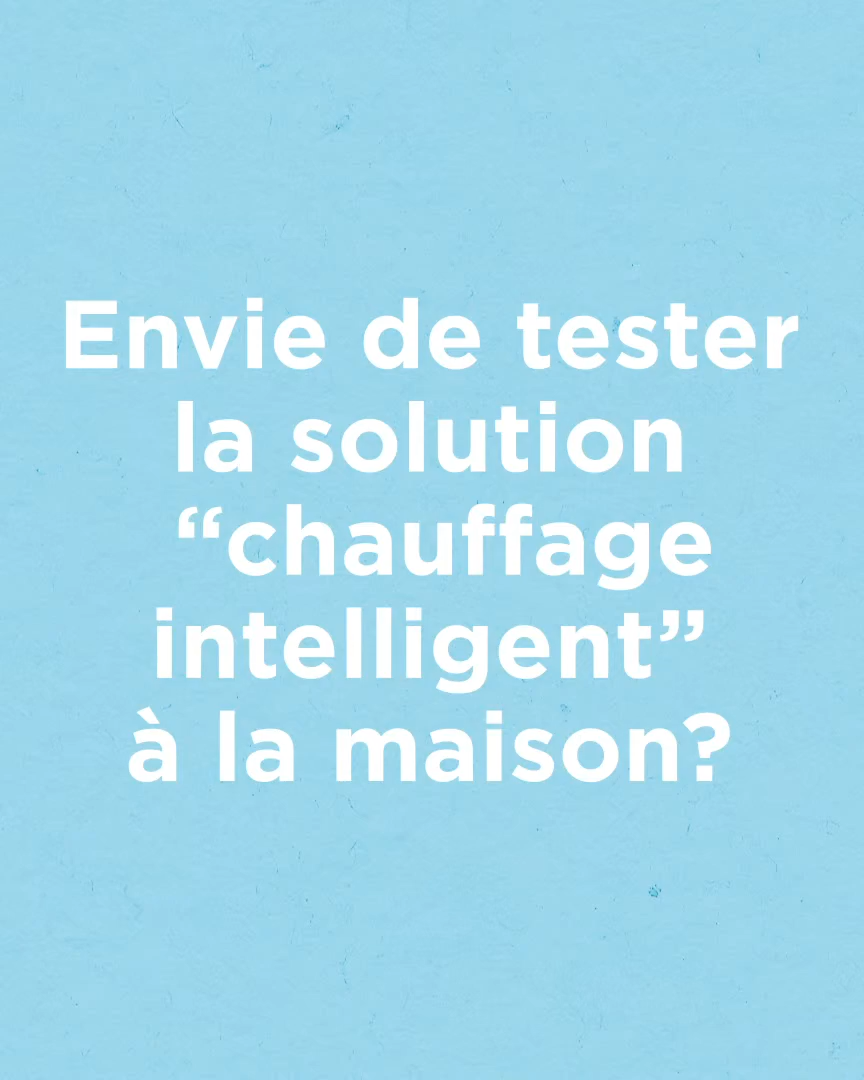 Envie de tester
la solution
“chauffage
intelligent”
à la maison?